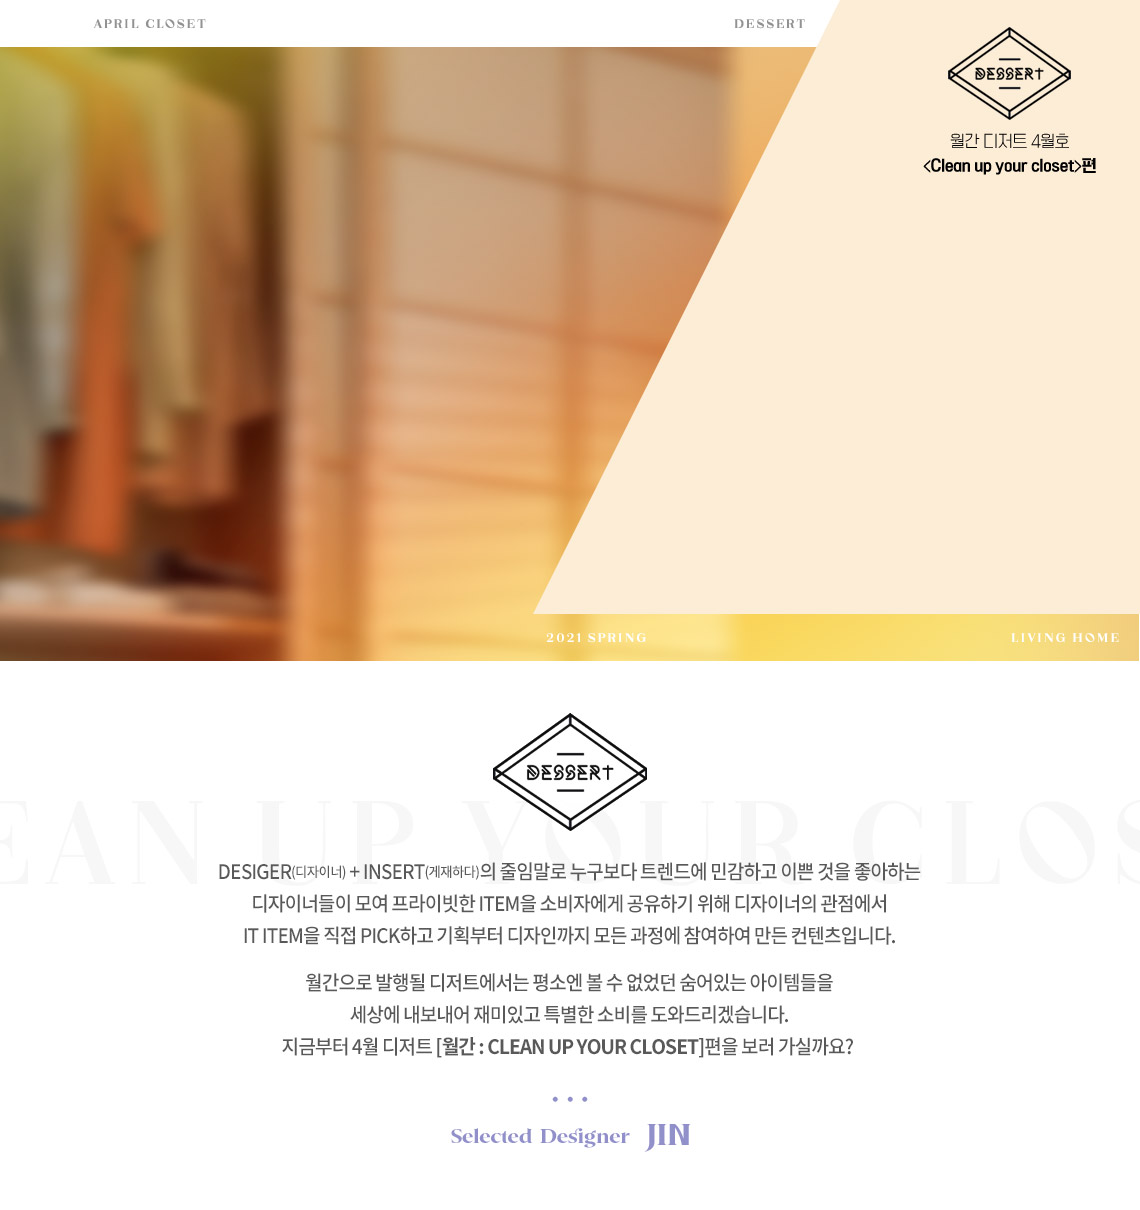 APRIL CLOSET
DESSERT
DESSERT
월간 디저트 4월호
<Clean up your closet>편
2021 SPRING
LIVING HOME
DESSERT
EAN UP YOUR CLOS
DESIGER(디자이너) + INSERT(게재하다)의 줄임말로 누구보다 트렌드에 민감하고 이쁜 것을 좋아하는
디자이너들이 모여 프라이빗한 ITEM을 소비자에게 공유하기 위해 디자이너의 관점에서
IT ITEM을 직접 PICK하고 기획부터 디자인까지 모든 과정에 참여하여 만든 컨텐츠입니다.
월간으로 발행될 디저트에서는 평소엔 볼 수 없었던 숨어있는 아이템들을
세상에 내보내어 재미있고 특별한 소비를 도와드리겠습니다.
지금부터 4월 디저트 [월간 : CLEAN UP YOUR CLOSET]편을 보러 가실까요?
Selected Designer JIN